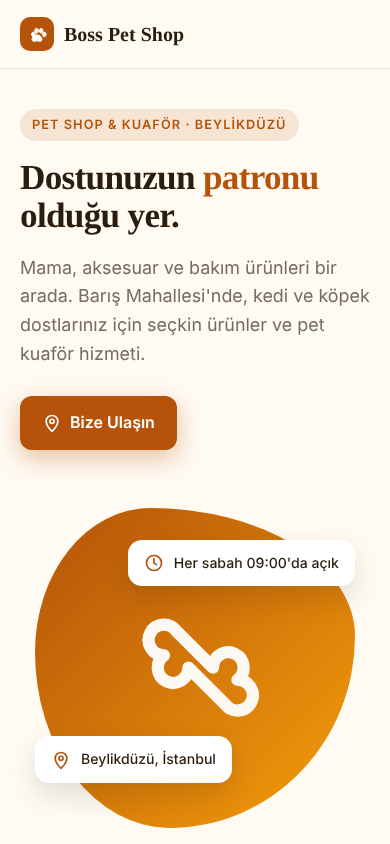 Boss Pet Shop
PET SHOP & KUAFÖR · BEYLİKDÜZÜ
Dostunuzun patronu
olduğu yer.
Mama, aksesuar ve bakım ürünleri bir
arada. Barış Mahallesi'nde, kedi ve köpek
dostlarınız için seçkin ürünler ve pet
kuaför hizmeti.
Bize Ulaşın
Her sabah 09:00'da açık
Beylikdüzü, İstanbul